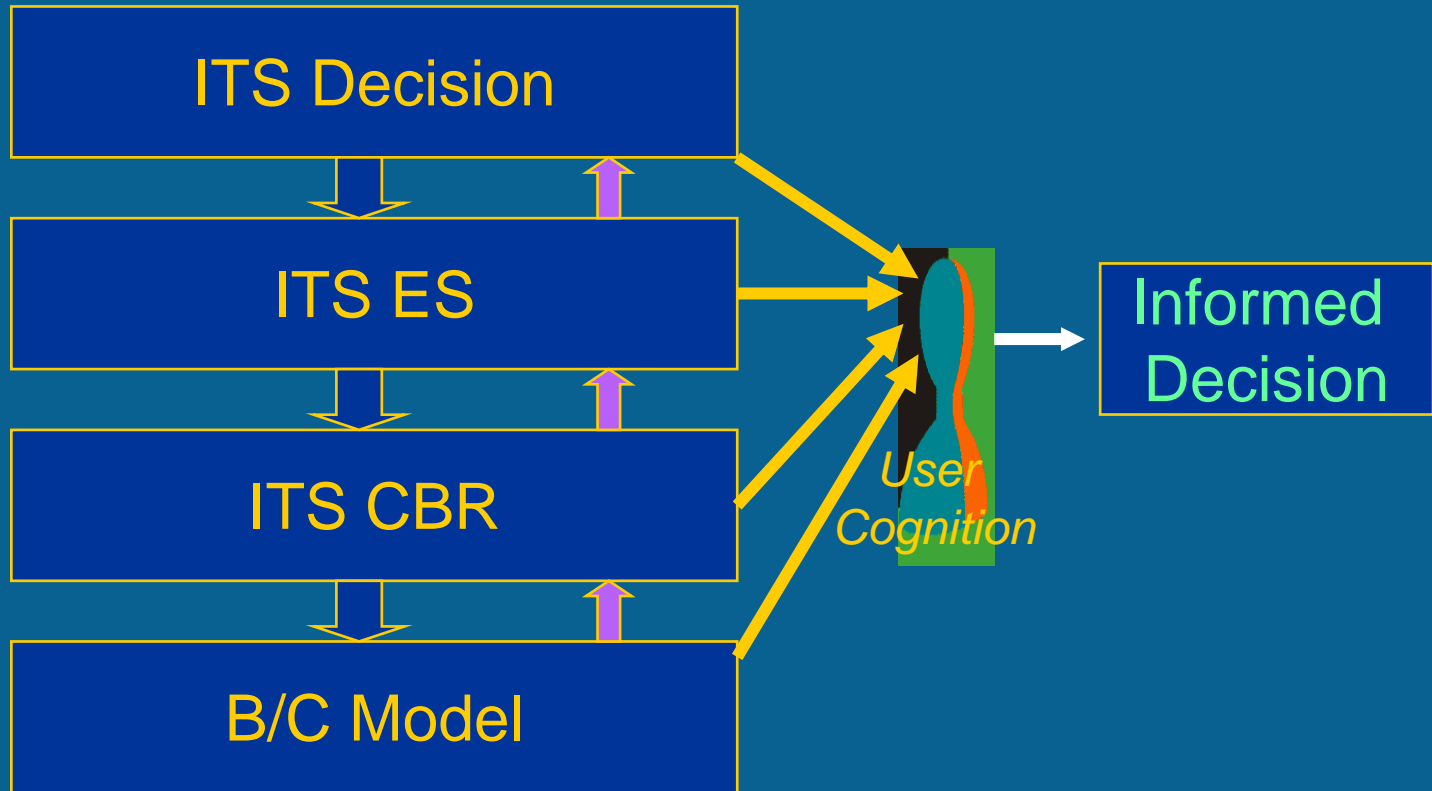 ITS Decision
ITS ES
ITS CBR
B/C Model
User
Cognition
Informed
Decision